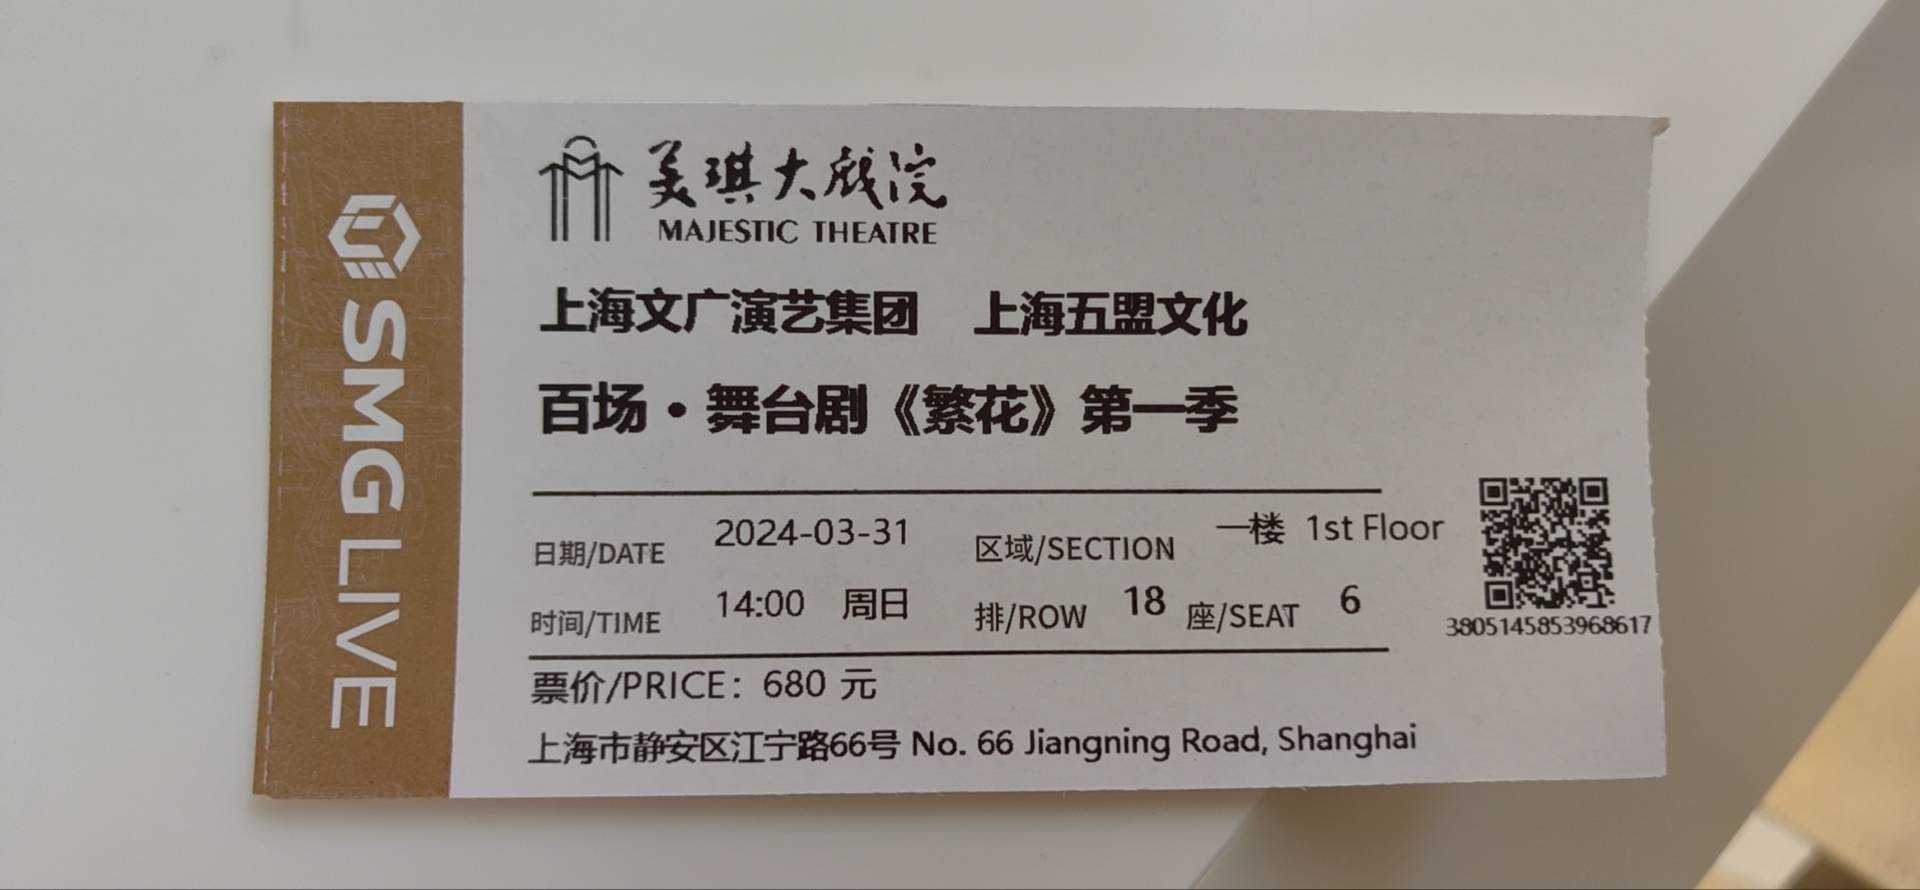 SMG LIVE
美琪大戏院
MAJESTIC THEATRE
上海文广演艺集团 上海五盟文化
百场·舞台剧《繁花》第一季
日期/DATE 2024-03-31 区域/SECTION 一楼 1st Floor
时间/TIME 14:00 周日 排/ROW 18 座/SEAT 6
3805145853968617
票价/PRICE: 680 元
上海市静安区江宁路66号 No. 66 Jiangning Road, Shanghai